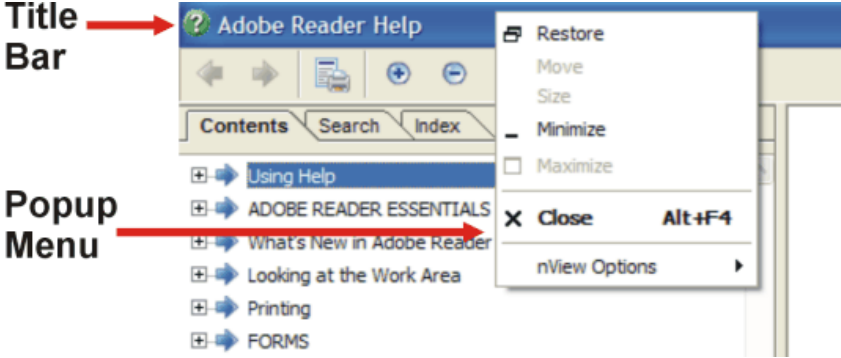 Title
Bar
Adobe Reader Help
Restore
Move
Size
Minimize
Maximize
Close Alt+F4
nView Options
Contents Search Index
Using Help
ADOBE READER ESSENTIALS
What's New in Adobe Reader
Looking at the Work Area
Printing
FORMS
Popup
Menu